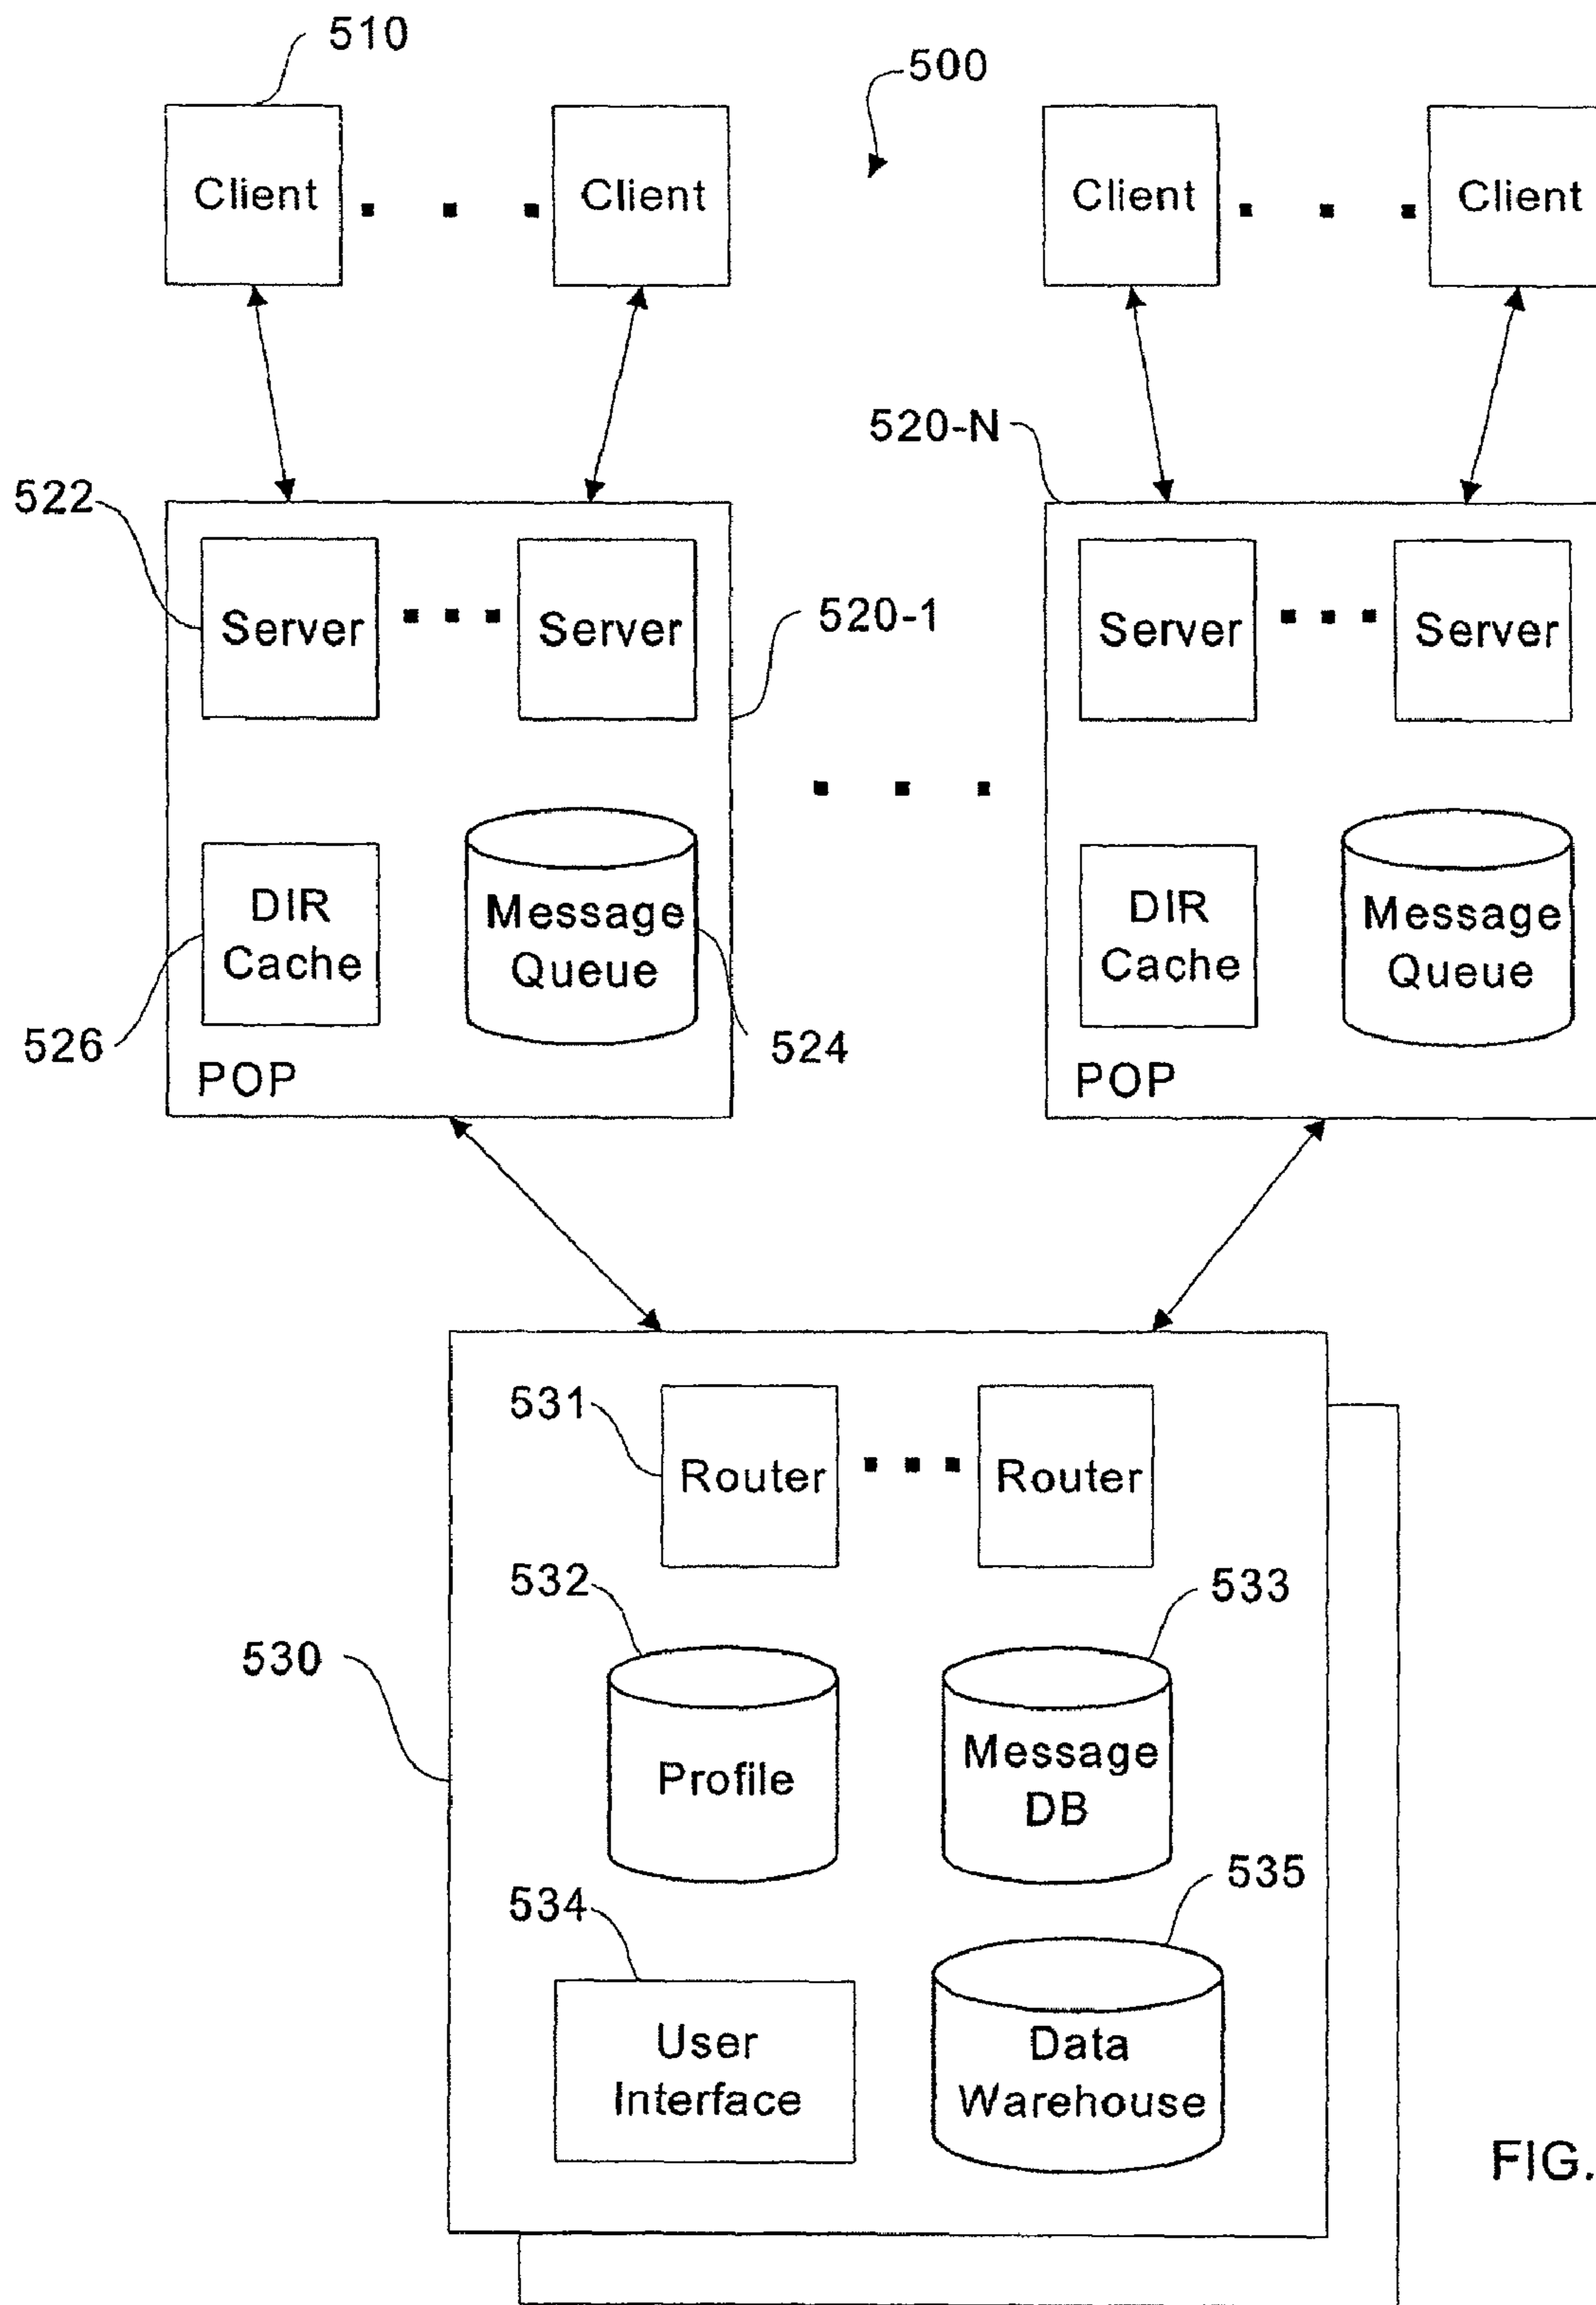 510
500
Client
Client
Client
Client
520-N
522
Server
Server
520-1
Server
Server
DIR
Cache
Message
Queue
DIR
Cache
Message
Queue
526
524
POP
POP
531
Router
Router
532
533
530
Profile
Message
DB
534
535
User
Interface
Data
Warehouse
FIG.